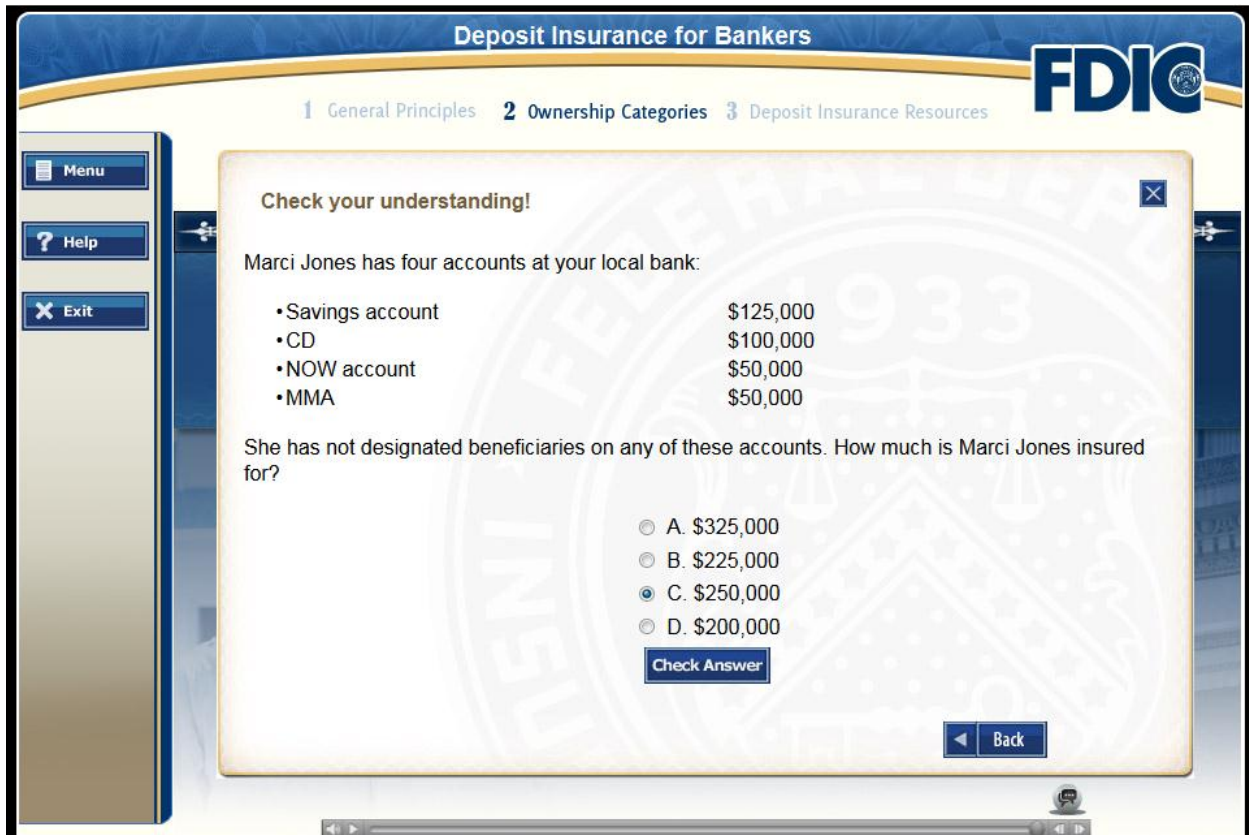 Deposit Insurance for Bankers
FDIC
1 General Principles 2 Ownership Categories 3 Deposit Insurance Resources
Menu
? Help
X Exit
Check your understanding!
Marci Jones has four accounts at your local bank:
•Savings account $125,000
•CD $100,000
•NOW account $50,000
•MMA $50,000
She has not designated beneficiaries on any of these accounts. How much is Marci Jones insured
for?
A. $325,000
B. $225,000
C. $250,000
D. $200,000
Check Answer
Back
1933